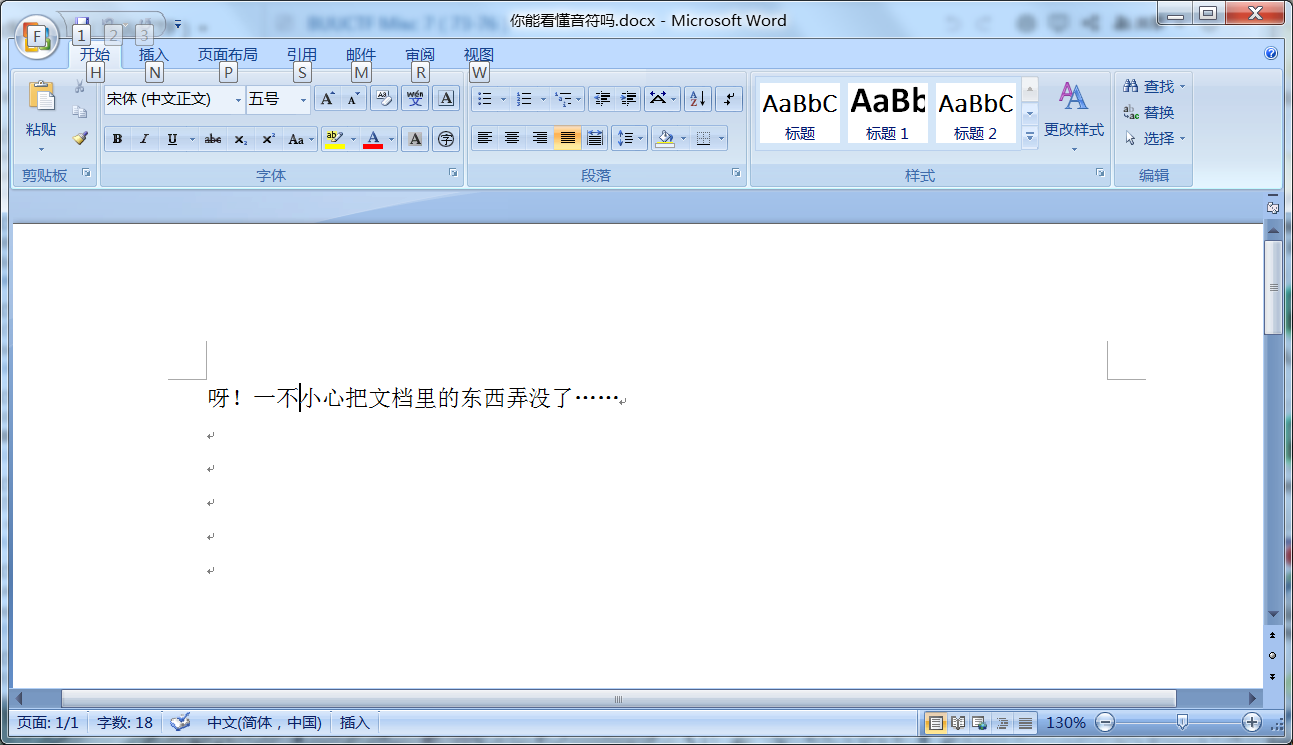 你能看懂音符吗.docx - Microsoft Word
F 1 2 3
开始 插入 页面布局 引用 邮件 审阅 视图
H N P S M R W
粘贴
剪贴板
宋体 (中文正文) 五号
B I U abc x₂ x² Aa
字体
段落
AaBbC AaBb AaBbC
标题 标题 1 标题 2
更改样式
样式
查找
替换
选择
编辑
呀！一不小心把文档里的东西弄没了……
页面: 1/1 字数: 18 中文(简体，中国) 插入 130%